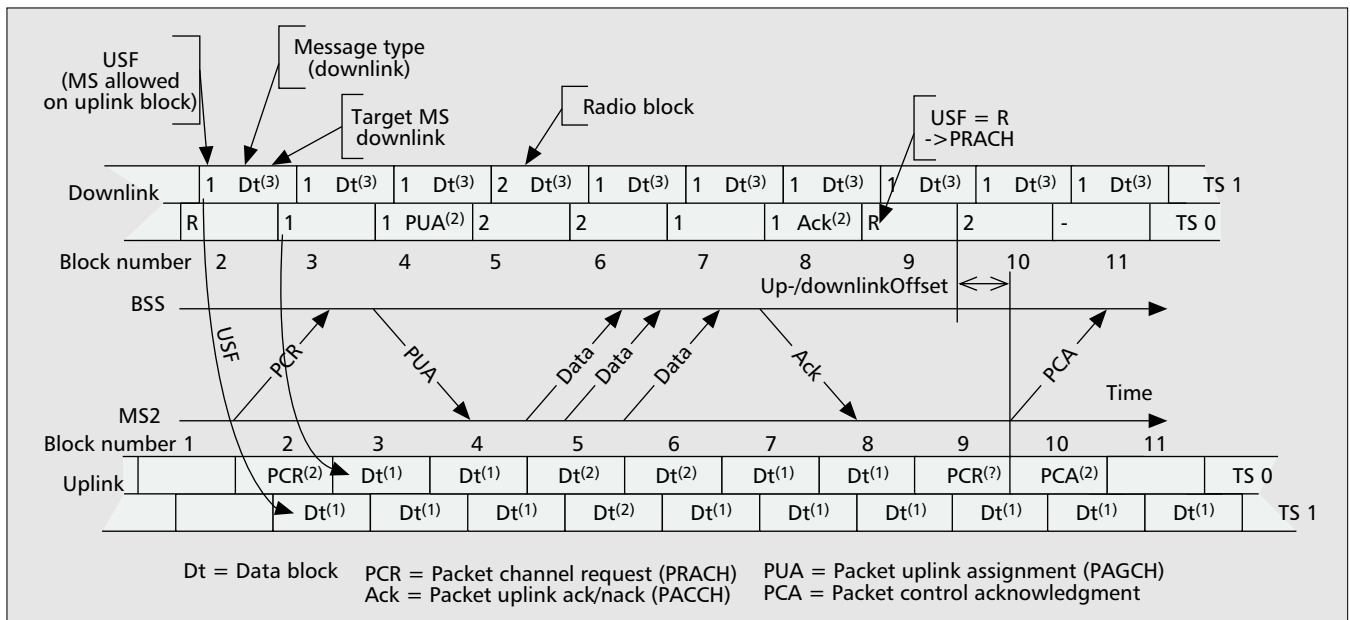 USF
(MS allowed
on uplink block)
Message type
(downlink)
Target MS
downlink
Radio block
USF = R
->PRACH
Downlink
1 Dt(3) 1 Dt(3) 1 Dt(3) 2 Dt(3) 1 Dt(3) 1 Dt(3) 1 Dt(3) 1 Dt(3) 1 Dt(3) 1 Dt(3) TS 1
R 1 1 PUA(2) 2 2 1 1 Ack(2) R 2 - TS 0
Block number 2 3 4 5 6 7 8 9 10 11
Up-/downlinkOffset
BSS
USF
PCR
PUA
Data
Data
Data
Ack
PCA
Time
MS2
Block number 1 2 3 4 5 6 7 8 9 10 11
Uplink
PCR(2) Dt(1) Dt(1) Dt(2) Dt(2) Dt(1) Dt(1) PCR(?) PCA(2) TS 0
Dt(1) Dt(1) Dt(1) Dt(2) Dt(1) Dt(1) Dt(1) Dt(1) Dt(1) Dt(1) TS 1
Dt = Data block
PCR = Packet channel request (PRACH)
Ack = Packet uplink ack/nack (PACCH)
PUA = Packet uplink assignment (PAGCH)
PCA = Packet control acknowledgment